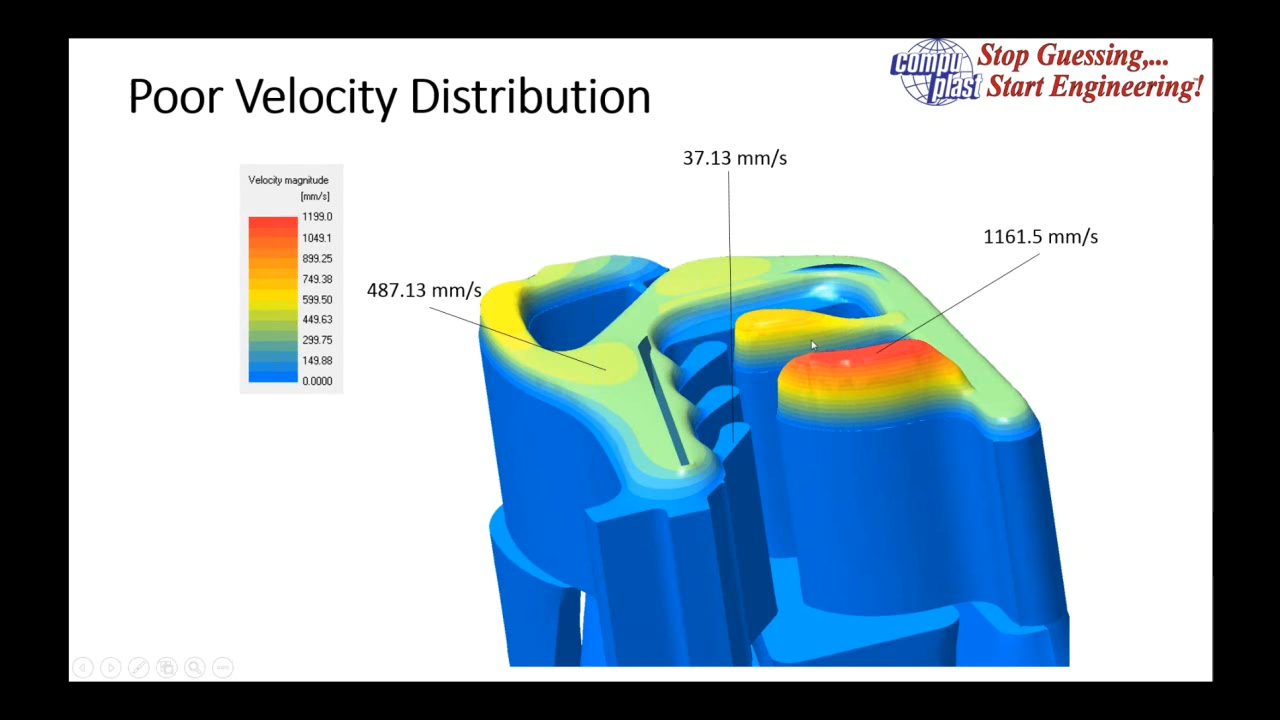 compu
plast
Stop Guessing,...
Start Engineering!
Poor Velocity Distribution
37.13 mm/s
Velocity magnitude
[mm/s]
1199.0
1049.1
899.25
749.38
599.50
449.63
299.75
149.88
0.0000
1161.5 mm/s
487.13 mm/s